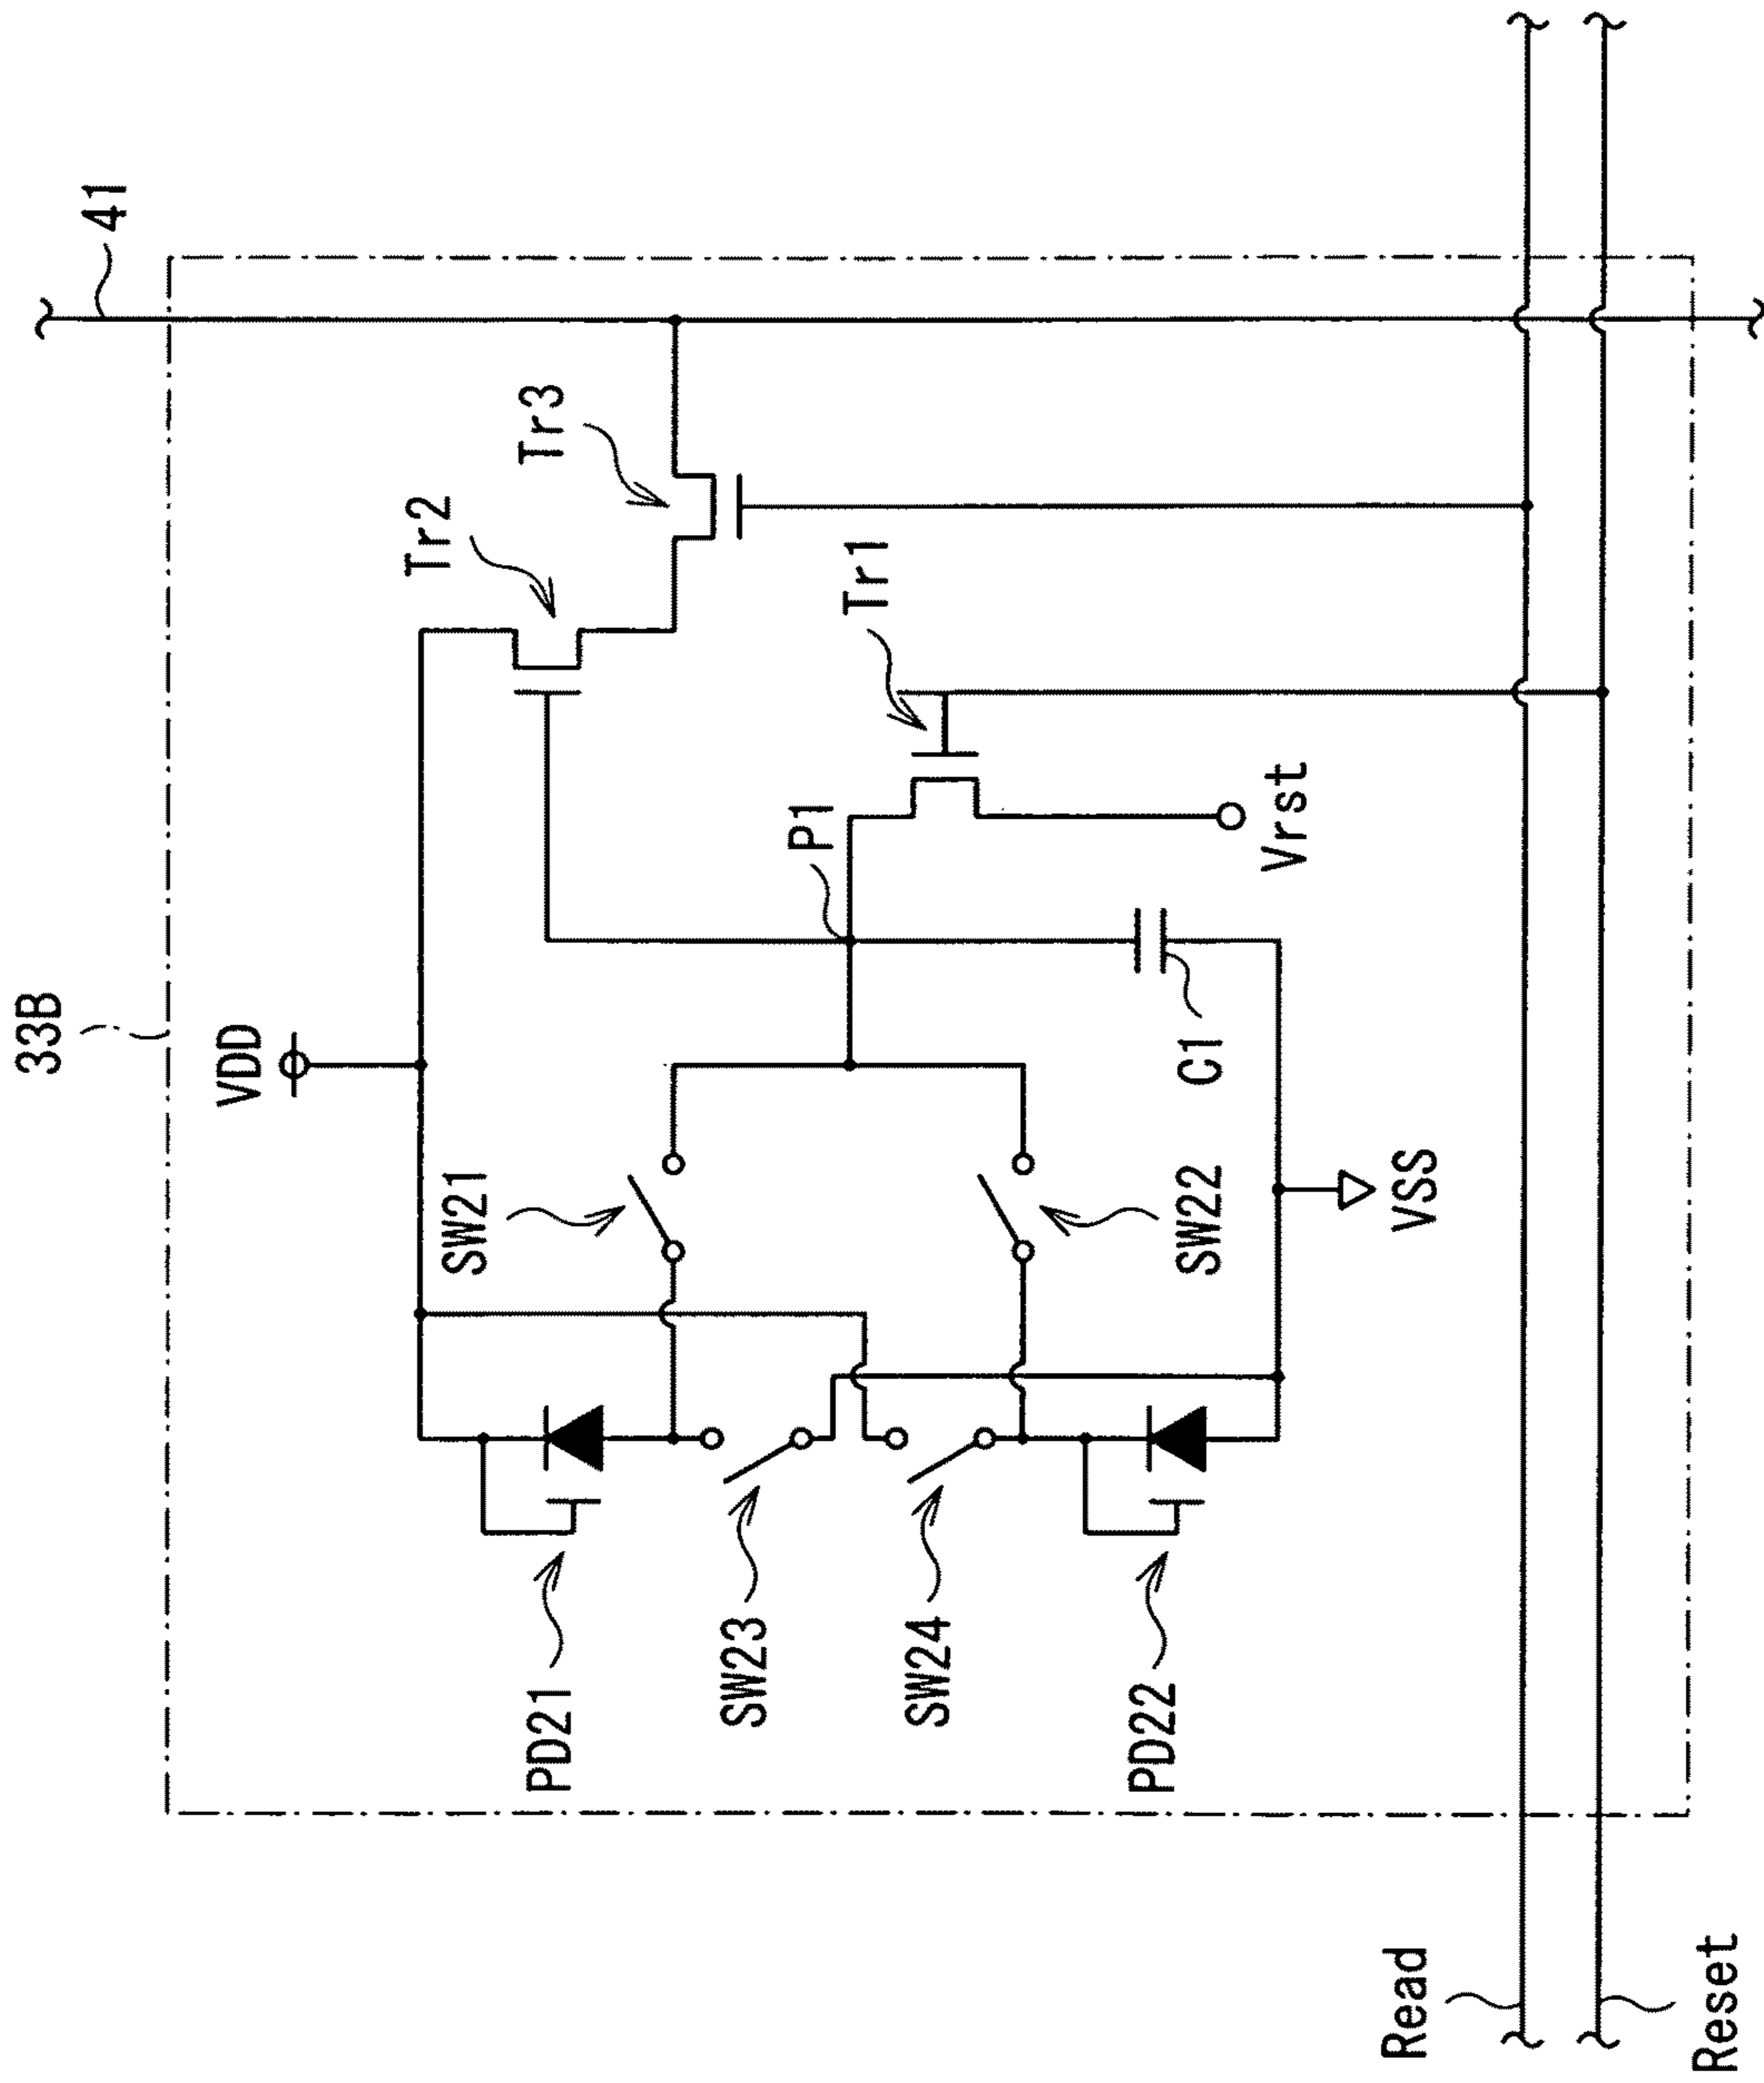 33B
41
VDD
Tr2
Tr3
SW21
P1
Tr1
PD21
SW23
SW24
PD22
SW22
C1
Vrst
VSS
Read
Reset